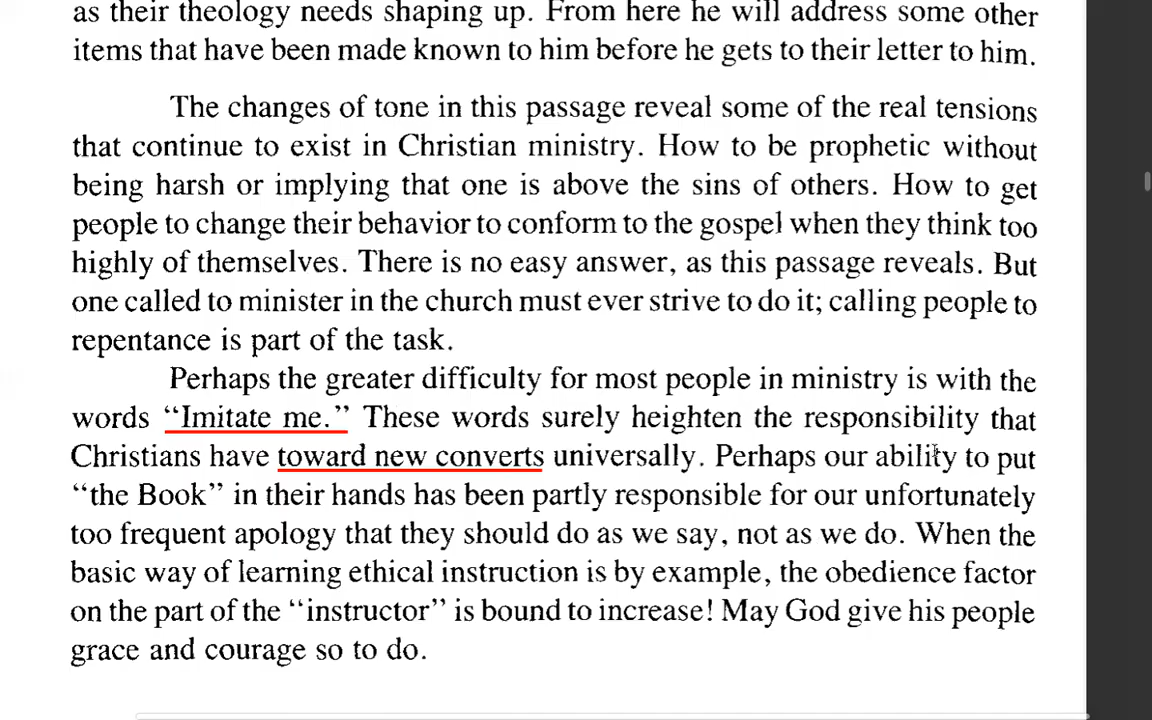 as their theology needs shaping up. From here he will address some other
items that have been made known to him before he gets to their letter to him.
The changes of tone in this passage reveal some of the real tensions
that continue to exist in Christian ministry. How to be prophetic without
being harsh or implying that one is above the sins of others. How to get
people to change their behavior to conform to the gospel when they think too
highly of themselves. There is no easy answer, as this passage reveals. But
one called to minister in the church must ever strive to do it; calling people to
repentance is part of the task.
Perhaps the greater difficulty for most people in ministry is with the
words “Imitate me.” These words surely heighten the responsibility that
Christians have toward new converts universally. Perhaps our ability to put
“the Book” in their hands has been partly responsible for our unfortunately
too frequent apology that they should do as we say, not as we do. When the
basic way of learning ethical instruction is by example, the obedience factor
on the part of the “instructor” is bound to increase! May God give his people
grace and courage so to do.